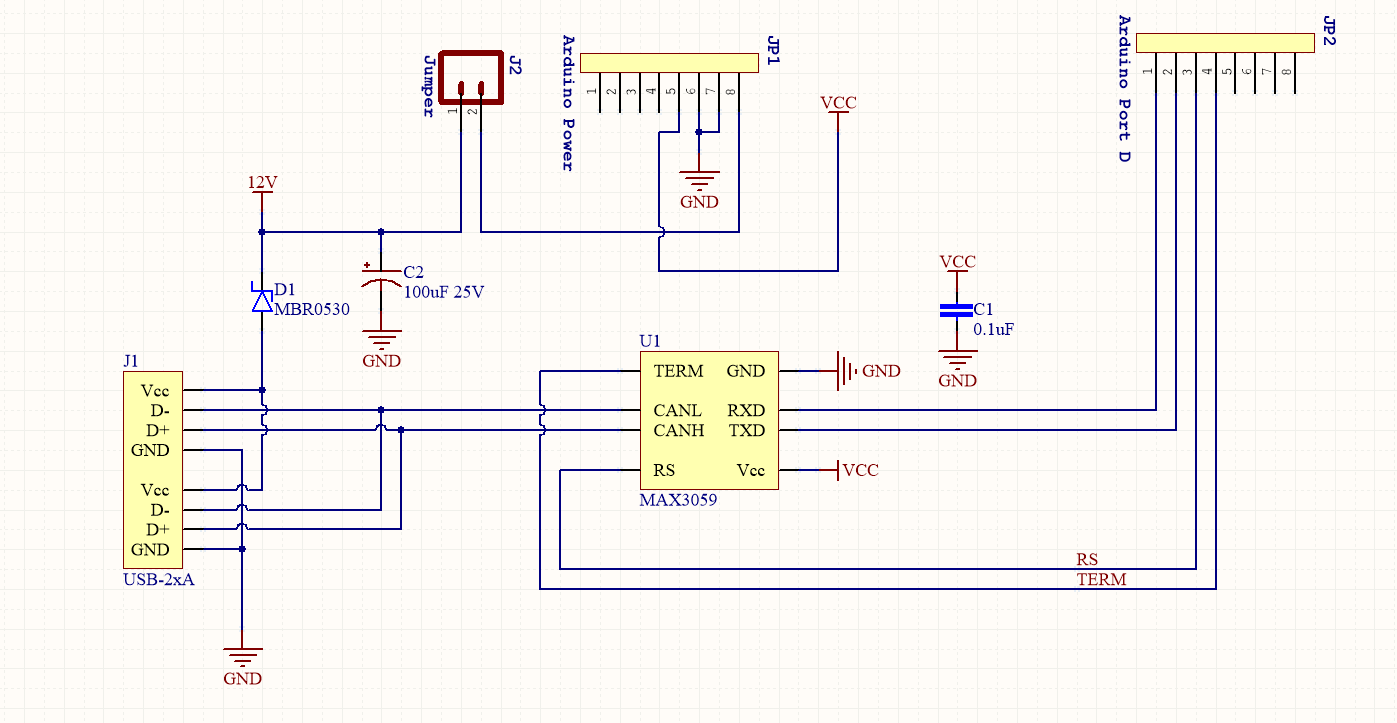 J2
Jumper
1
2
JP1
Arduino Power
1
2
3
4
5
6
7
8
JP2
Arduino Port D
1
2
3
4
5
6
7
8
VCC
GND
12V
+
C2
100uF 25V
GND
D1
MBR0530
VCC
C1
0.1uF
GND
J1
Vcc
D-
D+
GND
Vcc
D-
D+
GND
USB-2xA
GND
U1
TERM
GND
CANL
RXD
CANH
TXD
RS
Vcc
MAX3059
GND
VCC
RS
TERM